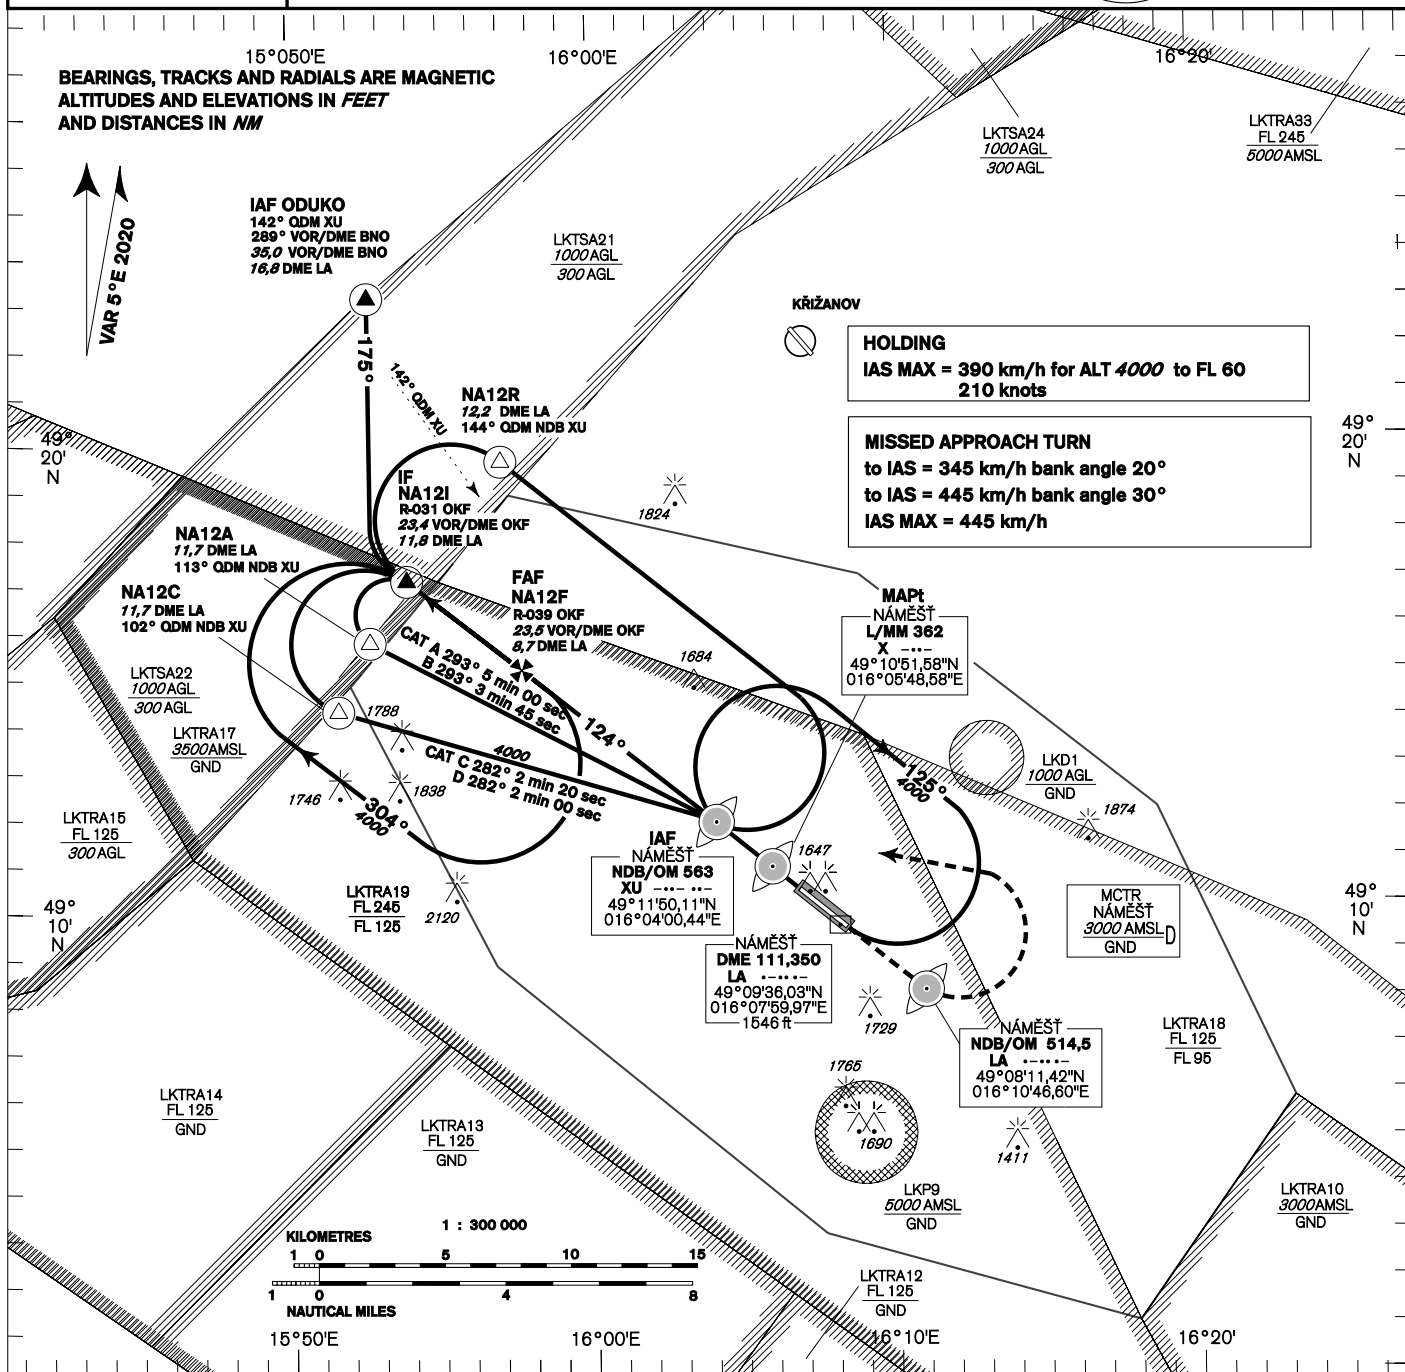 15°50'E
16°00'E
16°20'
BEARINGS, TRACKS AND RADIALS ARE MAGNETIC
ALTITUDES AND ELEVATIONS IN FEET
AND DISTANCES IN NM
VAR 5°E 2020
IAF ODUKO
142° QDM XU
289° VOR/DME BNO
35,0 VOR/DME BNO
16,8 DME LA
LKTSA21
1000 AGL
300 AGL
LKTSA24
1000 AGL
300 AGL
LKTRA33
FL 245
5000 AMSL
KŘIŽANOV
HOLDING
IAS MAX = 390 km/h for ALT 4000 to FL 60
210 knots
MISSED APPROACH TURN
to IAS = 345 km/h bank angle 20°
to IAS = 445 km/h bank angle 30°
IAS MAX = 445 km/h
175°
142° QDM XU
NA12R
12,2 DME LA
144° QDM NDB XU
49°
20'
N
49°
20'
N
IF
NA12I
R-031 OKF
23,4 VOR/DME OKF
11,8 DME LA
1824
NA12A
11,7 DME LA
113° QDM NDB XU
NA12C
11,7 DME LA
102° QDM NDB XU
FAF
NA12F
R-039 OKF
23,5 VOR/DME OKF
8,7 DME LA
MAPt
NÁMĚŠŤ
L/MM 362
X -··-
49°10'51,58"N
016°05'48,58"E
CAT A 293° 5 min 00 sec
B 293° 3 min 45 sec
124°
1684
LKTSA22
1000 AGL
300 AGL
LKTRA17
3500AMSL
GND
1788
4000
CAT C 282° 2 min 20 sec
D 282° 2 min 00 sec
1746
1838
304°
4000
125°
4000
LKD1
1000 AGL
GND
1874
LKTRA15
FL 125
300 AGL
IAF
NÁMĚŠŤ
NDB/OM 563
XU -··- ··-
49°11'50,11"N
016°04'00,44"E
1647
LKTRA19
FL 245
FL 125
2120
49°
10'
N
49°
10'
N
MCTR
NÁMĚŠŤ
3000 AMSL D
GND
NÁMĚŠŤ
DME 111,350
LA ·-·· ·-
49°09'36,03"N
016°07'59,97"E
1546 ft
1729
NÁMĚŠŤ
NDB/OM 514,5
LA ·-·· ·-
49°08'11,42"N
016°10'46,60"E
LKTRA18
FL 125
FL 95
1765
1690
1411
LKTRA14
FL 125
GND
LKTRA13
FL 125
GND
LKP9
5000 AMSL
GND
LKTRA10
3000AMSL
GND
1 : 300 000
KILOMETRES
1 0 5 10 15
1 0 4 8
NAUTICAL MILES
LKTRA12
FL 125
GND
15°50'E
16°00'E
16°10'E
16°20'